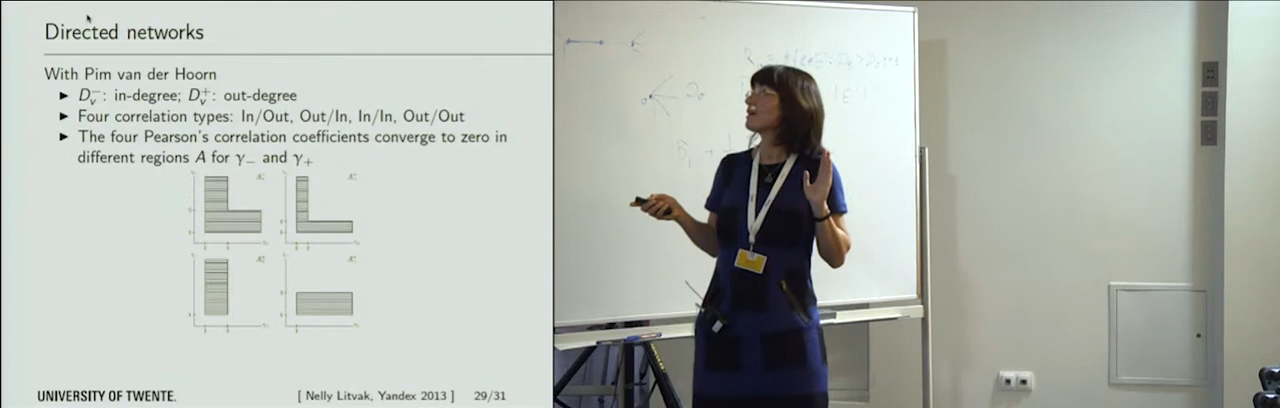 Directed networks
With Pim van der Hoorn
▶ D_v^-: in-degree; D_v^+: out-degree
▶ Four correlation types: In/Out, Out/In, In/In, Out/Out
▶ The four Pearson's correlation coefficients converge to zero in
different regions A for γ_- and γ_+
UNIVERSITY OF TWENTE.
[ Nelly Litvak, Yandex 2013 ] 29/31